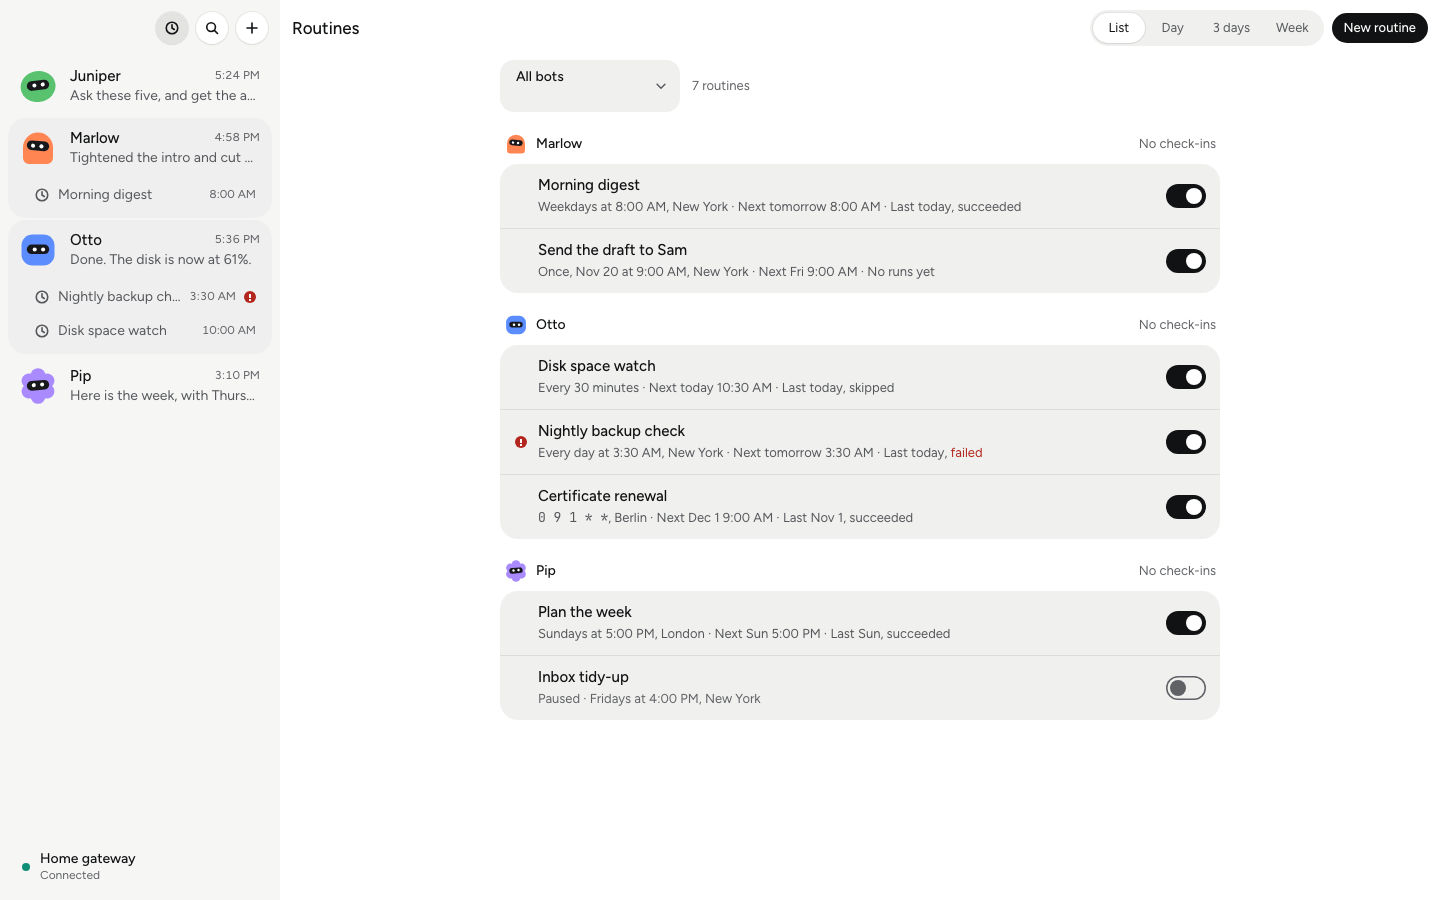 Juniper
5:24 PM
Ask these five, and get the a...
Marlow
4:58 PM
Tightened the intro and cut ...
Morning digest
8:00 AM
Otto
5:36 PM
Done. The disk is now at 61%.
Nightly backup ch...
3:30 AM
Disk space watch
10:00 AM
Pip
3:10 PM
Here is the week, with Thurs...
Home gateway
Connected
Routines
List
Day
3 days
Week
New routine
All bots
7 routines
Marlow
No check-ins
Morning digest
Weekdays at 8:00 AM, New York · Next tomorrow 8:00 AM · Last today, succeeded
Send the draft to Sam
Once, Nov 20 at 9:00 AM, New York · Next Fri 9:00 AM · No runs yet
Otto
No check-ins
Disk space watch
Every 30 minutes · Next today 10:30 AM · Last today, skipped
Nightly backup check
Every day at 3:30 AM, New York · Next tomorrow 3:30 AM · Last today, failed
Certificate renewal
0 9 1 * *, Berlin · Next Dec 1 9:00 AM · Last Nov 1, succeeded
Pip
No check-ins
Plan the week
Sundays at 5:00 PM, London · Next Sun 5:00 PM · Last Sun, succeeded
Inbox tidy-up
Paused · Fridays at 4:00 PM, New York